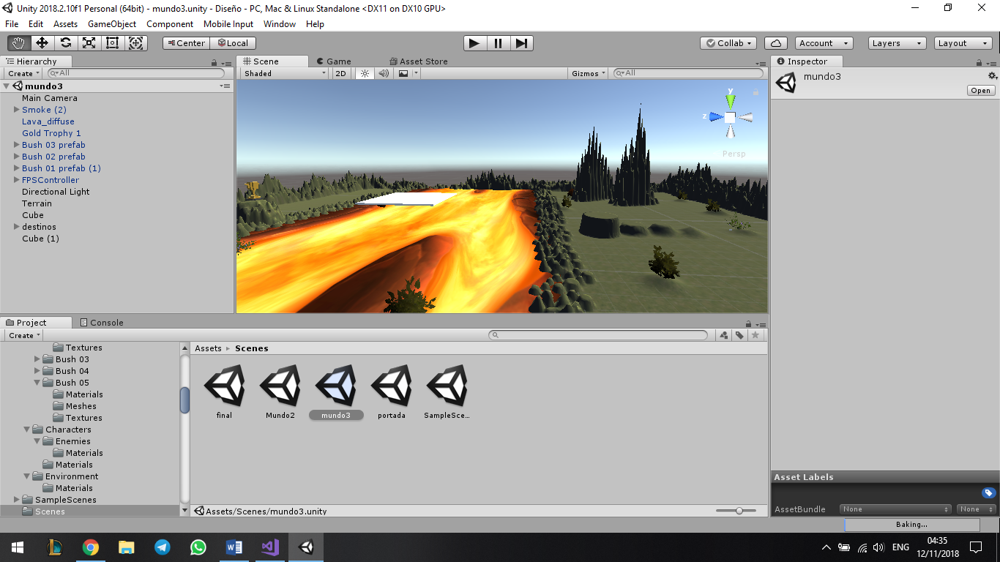 Unity 2018.2.10f1 Personal (64bit) - mundo3.unity - Diseño - PC, Mac & Linux Standalone <DX11 on DX10 GPU>
File Edit Assets GameObject Component Mobile Input Window Help
Center Local Collab Account Layers Layout
Hierarchy
Create All
mundo3
Main Camera
Smoke (2)
Lava_diffuse
Gold Trophy 1
Bush 03 prefab
Bush 02 prefab
Bush 01 prefab (1)
FPSController
Directional Light
Terrain
Cube
destinos
Cube (1)
Scene Game Asset Store
Shaded 2D Gizmos All
y
z
Persp
Inspector
mundo3
Open
Project Console
Create
Textures
Bush 03
Bush 04
Bush 05
Materials
Meshes
Textures
Characters
Enemies
Materials
Materials
Environment
Materials
SampleScenes
Scenes
Assets Scenes
final Mundo2 mundo3 portada SampleSce...
Assets/Scenes/mundo3.unity
Asset Labels
AssetBundle None None
Baking...
ENG
04:35
12/11/2018